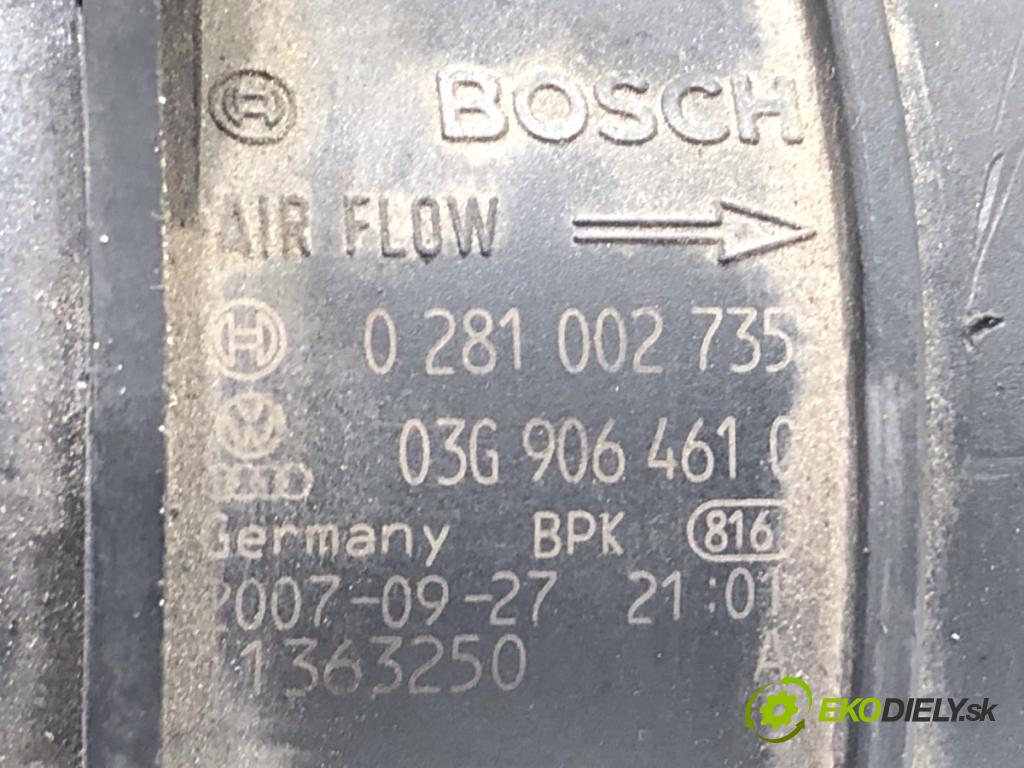 BOSCH
AIR FLOW
0 281 002 735
03G 906 461
Germany BPK 816
2007-09-27 21:01
1363250 A
EKODIELY.sk